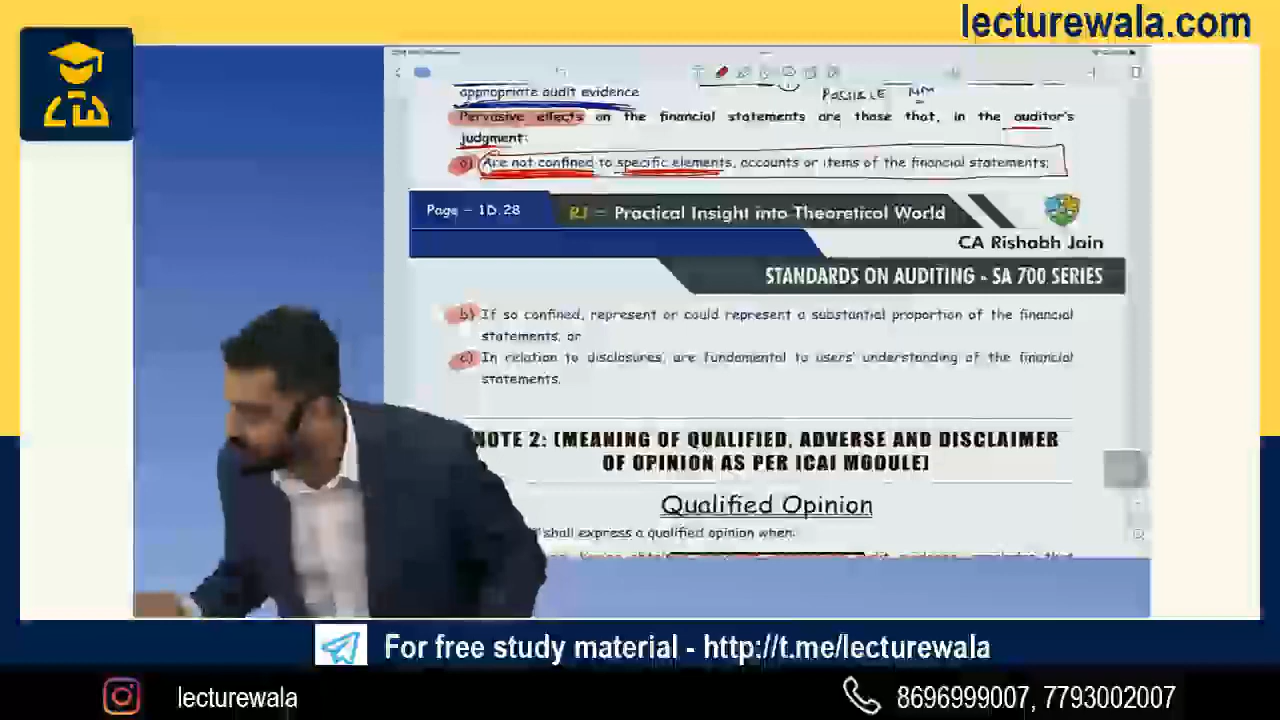 lecturewala.com
appropriate audit evidence
Pervasive effects on the financial statements are those that, in the auditor's
judgment:
a) Are not confined to specific elements, accounts or items of the financial statements;
Page - 1D.28
RJ - Practical Insight into Theoretical World
CA Rishabh Jain
STANDARDS ON AUDITING - SA 700 SERIES
b) If so confined, represent or could represent a substantial proportion of the financial
statements, or
c) In relation to disclosures, are fundamental to users' understanding of the financial
statements.
NOTE 2: [MEANING OF QUALIFIED, ADVERSE AND DISCLAIMER
OF OPINION AS PER ICAI MODULE]
Qualified Opinion
shall express a qualified opinion when:
For free study material - http://t.me/lecturewala
lecturewala
8696999007, 7793002007